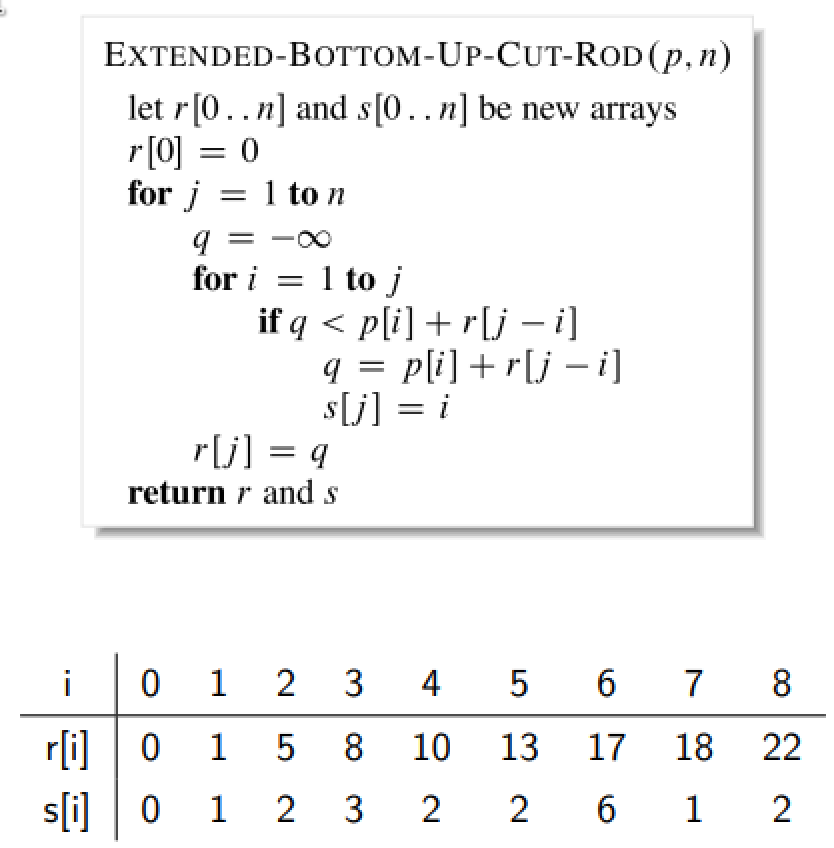 EXTENDED-BOTTOM-UP-CUT-ROD(p, n)
let r[0..n] and s[0..n] be new arrays
r[0] = 0
for j = 1 to n
q = −∞
for i = 1 to j
if q < p[i] + r[j − i]
q = p[i] + r[j − i]
s[j] = i
r[j] = q
return r and s
i 0 1 2 3 4 5 6 7 8
r[i] 0 1 5 8 10 13 17 18 22
s[i] 0 1 2 3 2 2 6 1 2